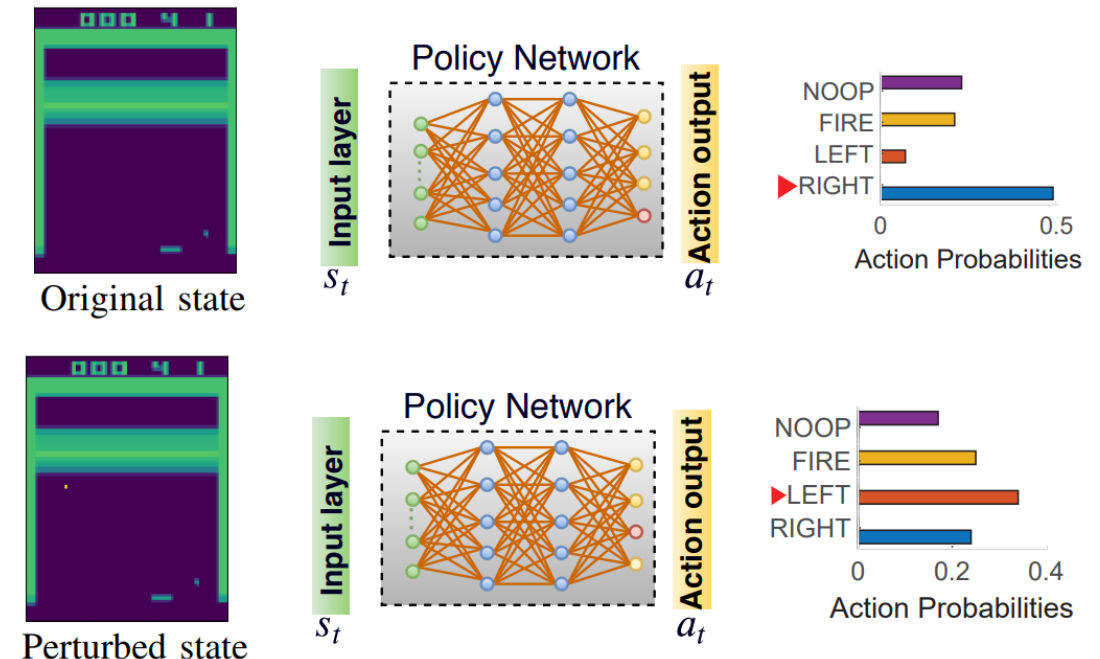 000 4 1
Policy Network
Input layer
Action output
NOOP
FIRE
LEFT
RIGHT
0 0.5
Action Probabilities
s_t
a_t
Original state
000 4 1
Policy Network
Input layer
Action output
NOOP
FIRE
LEFT
RIGHT
0 0.2 0.4
Action Probabilities
s_t
a_t
Perturbed state